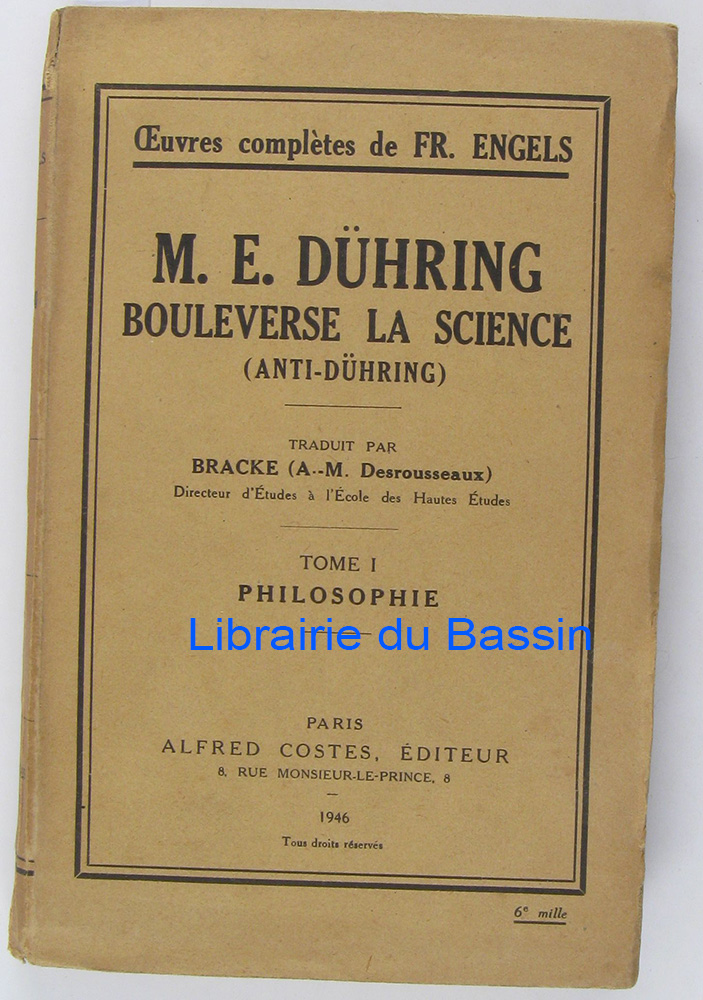 Œuvres complètes de FR. ENGELS
M. E. DÜHRING
BOULEVERSE LA SCIENCE
(ANTI-DÜHRING)
TRADUIT PAR
BRACKE (A.-M. Desrousseaux)
Directeur d'Études à l'École des Hautes Études
TOME I
PHILOSOPHIE
Librairie du Bassin
PARIS
ALFRED COSTES, ÉDITEUR
8, RUE MONSIEUR-LE-PRINCE, 8
1946
Tous droits réservés
6e mille